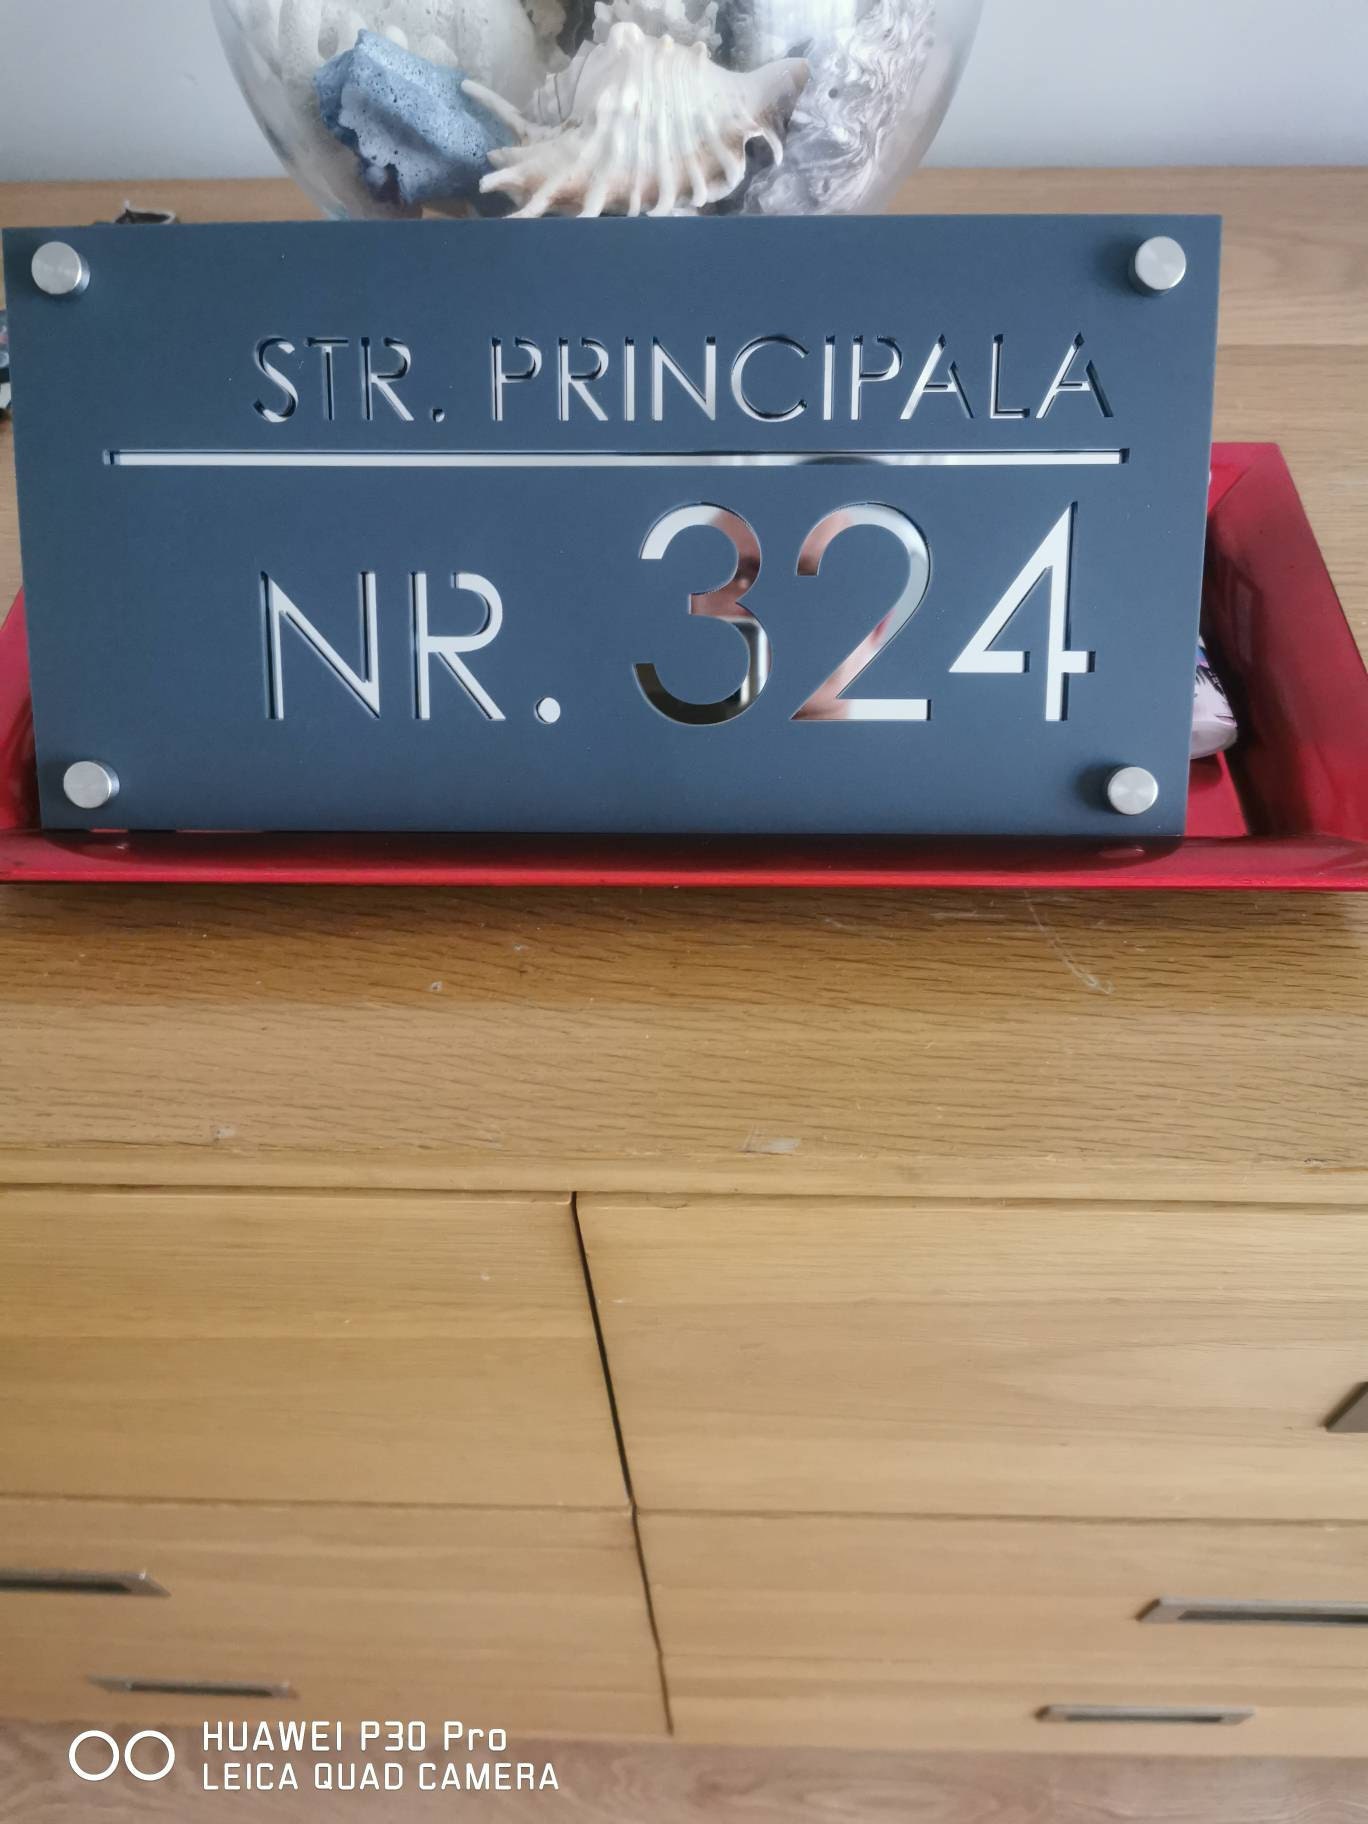 STR. PRINCIPALA
NR. 324
HUAWEI P30 Pro
LEICA QUAD CAMERA